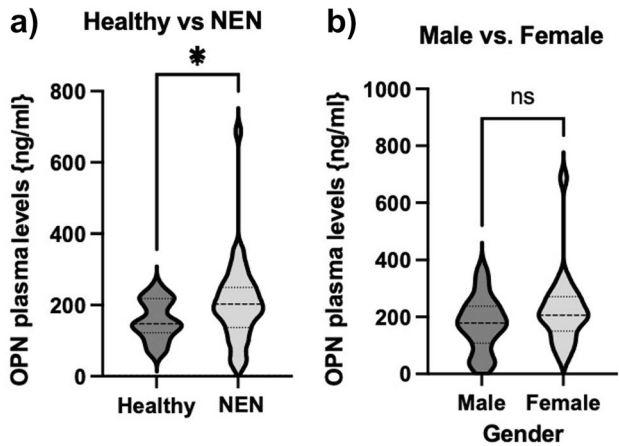 a)
Healthy vs NEN
*
OPN plasma levels {ng/ml}
800
600
400
200
0
Healthy NEN
b)
Male vs. Female
ns
OPN plasma levels {ng/ml}
1000
800
600
400
200
0
Male Female
Gender